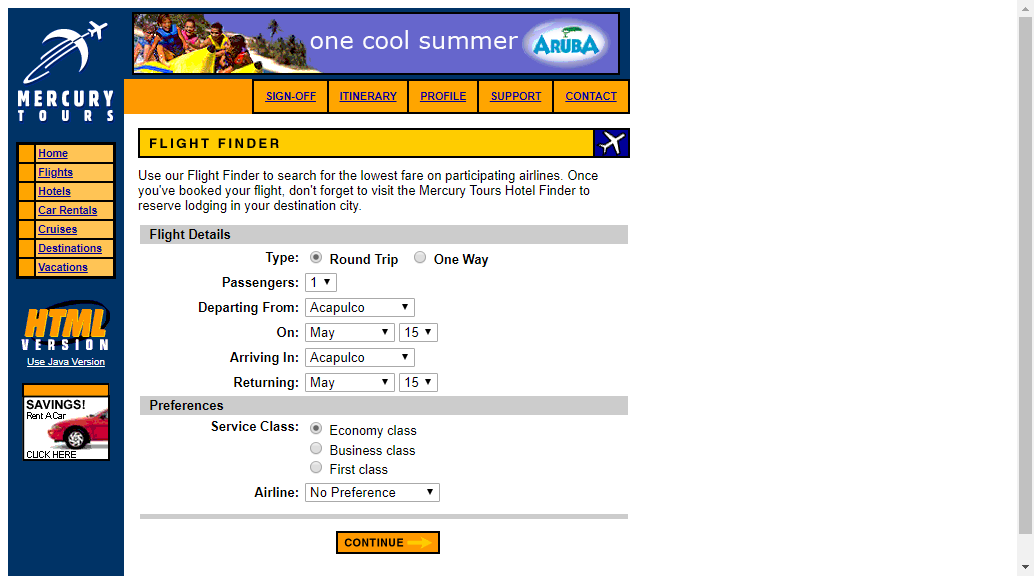 one cool summer ARUBA
MERCURY
TOURS
SIGN-OFF ITINERARY PROFILE SUPPORT CONTACT
Home
Flights
Hotels
Car Rentals
Cruises
Destinations
Vacations
HTML
VERSION
Use Java Version
SAVINGS!
Rent A Car
CLICK HERE
FLIGHT FINDER
Use our Flight Finder to search for the lowest fare on participating airlines. Once
you've booked your flight, don't forget to visit the Mercury Tours Hotel Finder to
reserve lodging in your destination city.
Flight Details
Type: Round Trip One Way
Passengers: 1
Departing From: Acapulco
On: May 15
Arriving In: Acapulco
Returning: May 15
Preferences
Service Class: Economy class
Business class
First class
Airline: No Preference
CONTINUE